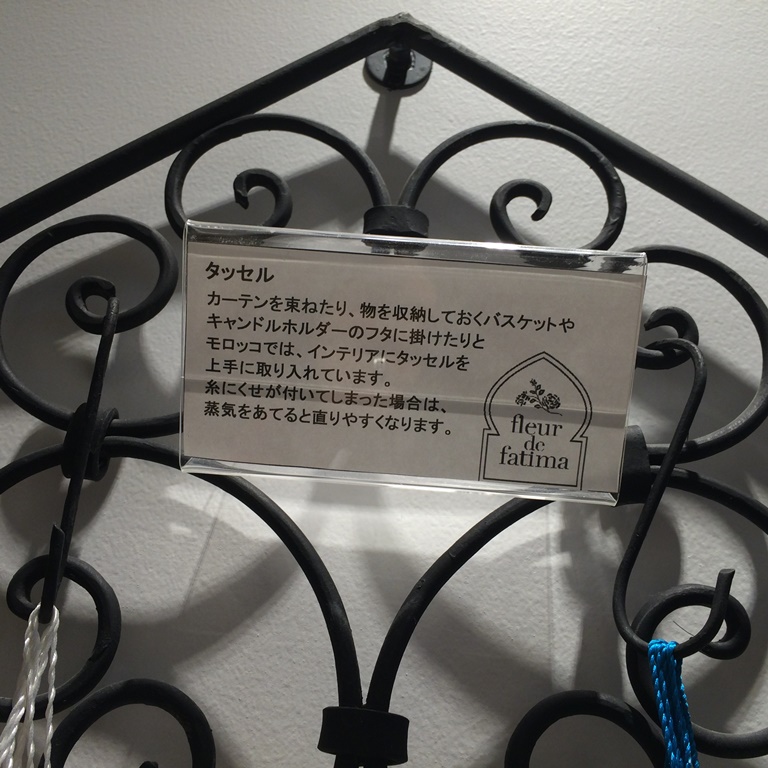 タッセル
カーテンを束ねたり、物を収納しておくバスケットや
キャンドルホルダーのフタに掛けたりと
モロッコでは、インテリアにタッセルを
上手に取り入れています。
糸にくせが付いてしまった場合は、
蒸気をあてると直りやすくなります。
fleur
de
fatima